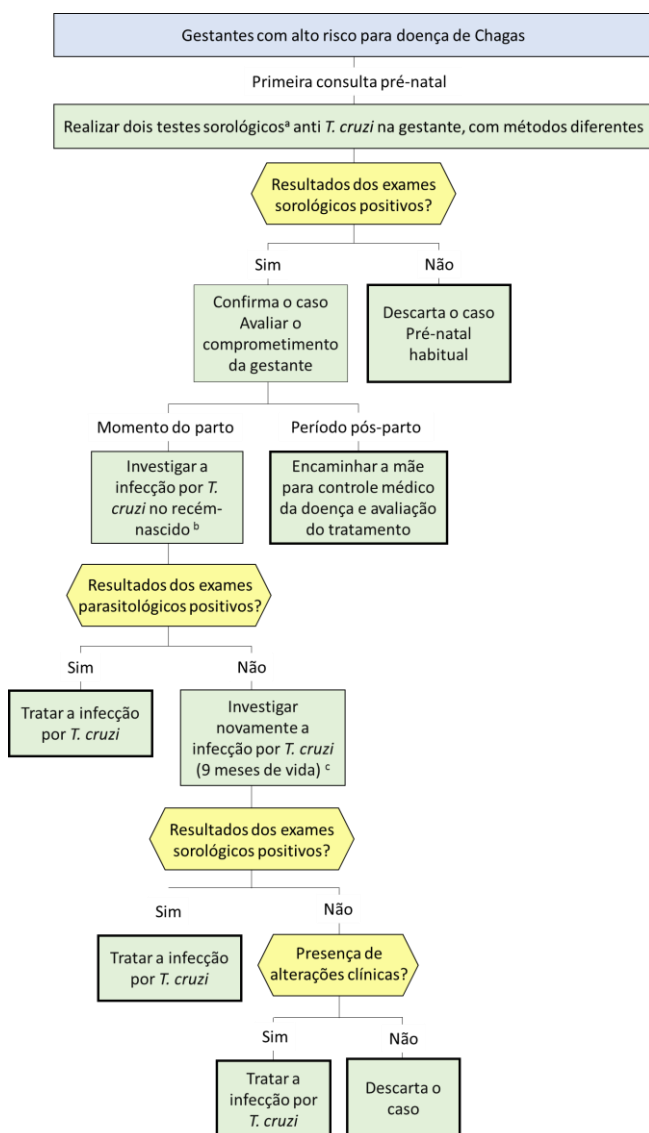 Gestantes com alto risco para doença de Chagas
Primeira consulta pré-natal
Realizar dois testes sorológicosᵃ anti T. cruzi na gestante, com métodos diferentes
Resultados dos exames
sorológicos positivos?
Sim
Não
Confirma o caso
Avaliar o
comprometimento
da gestante
Descarta o caso
Pré-natal
habitual
Momento do parto
Período pós-parto
Investigar a
infecção por T.
cruzi no recém-
nascido ᵇ
Encaminhar a mãe
para controle médico
da doença e avaliação
do tratamento
Resultados dos exames
parasitológicos positivos?
Sim
Não
Tratar a infecção
por T. cruzi
Investigar
novamente a
infecção por T. cruzi
(9 meses de vida) ᶜ
Resultados dos exames
sorológicos positivos?
Sim
Não
Tratar a infecção
por T. cruzi
Presença de
alterações clínicas?
Sim
Não
Tratar a
infecção por
T. cruzi
Descarta o
caso